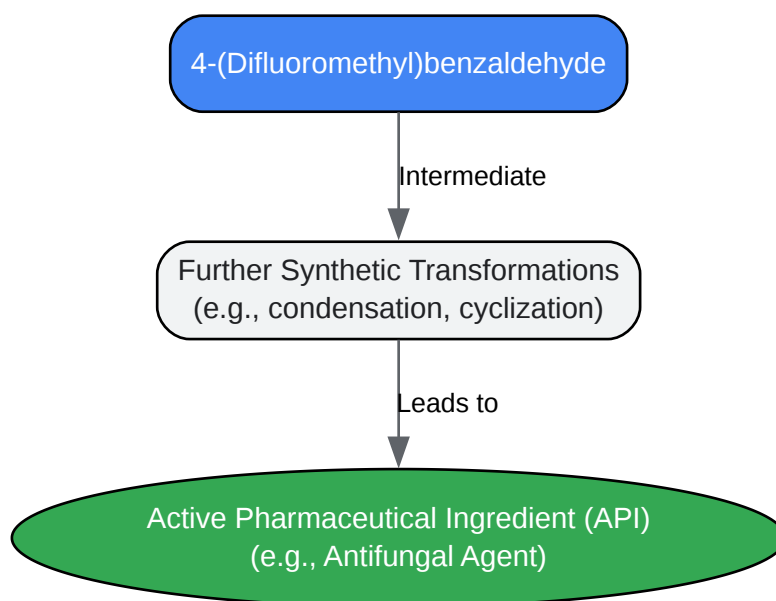 4-(Difluoromethyl)benzaldehyde
Intermediate
Further Synthetic Transformations
(e.g., condensation, cyclization)
Leads to
Active Pharmaceutical Ingredient (API)
(e.g., Antifungal Agent)